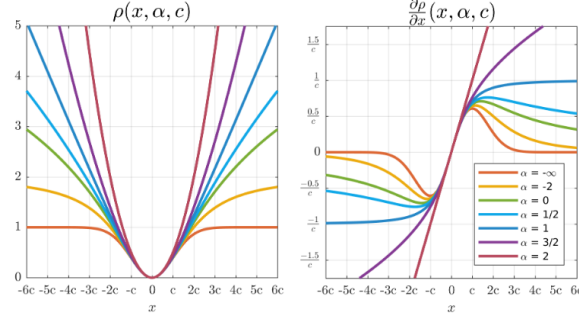 ρ(x, α, c)
5
4
3
2
1
0
-6c -5c -4c -3c -2c -c 0 c 2c 3c 4c 5c 6c
x
∂ρ/∂x (x, α, c)
1.5/c
1/c
0.5/c
0
-0.5/c
-1/c
-1.5/c
α = -∞
α = -2
α = 0
α = 1/2
α = 1
α = 3/2
α = 2
-6c -5c -4c -3c -2c -c 0 c 2c 3c 4c 5c 6c
x